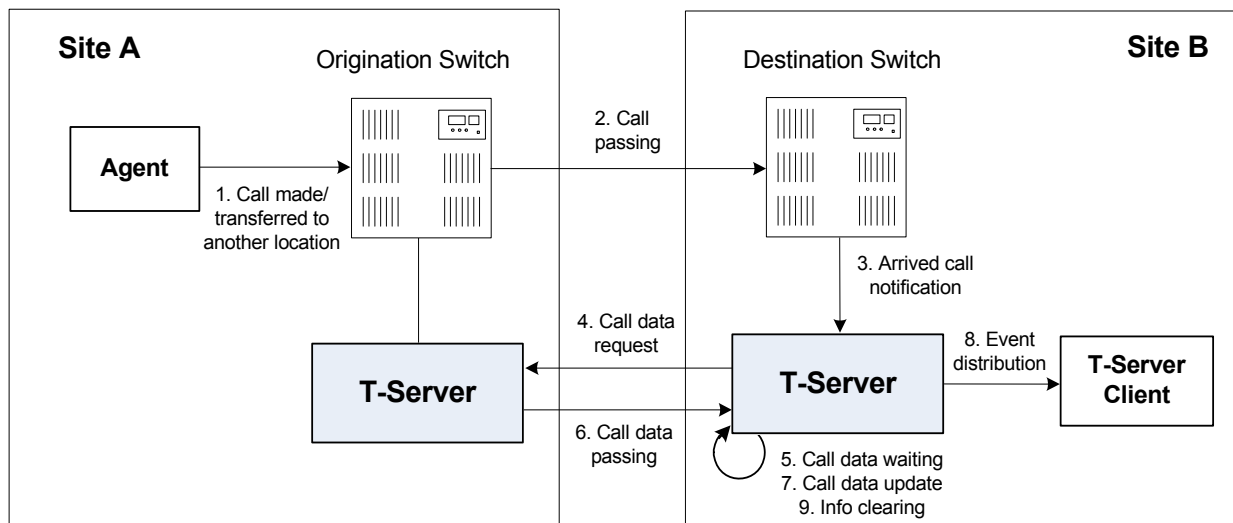 Site A
Origination Switch
Destination Switch
Site B
Agent
1. Call made/
transferred to
another location
2. Call
passing
3. Arrived call
notification
4. Call data
request
8. Event
distribution
T-Server
T-Server
T-Server
Client
6. Call data
passing
5. Call data waiting
7. Call data update
9. Info clearing